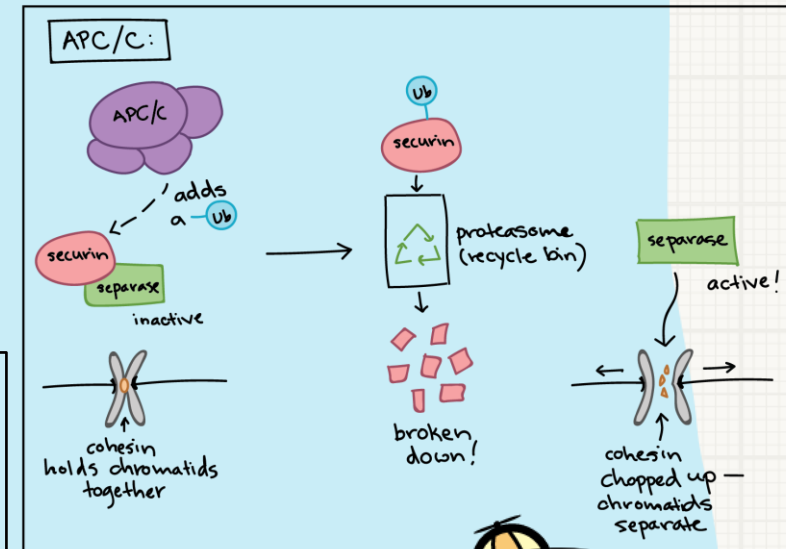 APC/C:
APC/C
adds
a Ub
securin
separase
inactive
cohesin
holds chromatids
together
Ub
securin
proteasome
(recycle bin)
broken
down!
separase
active!
cohesin
chopped up —
chromatids
separate